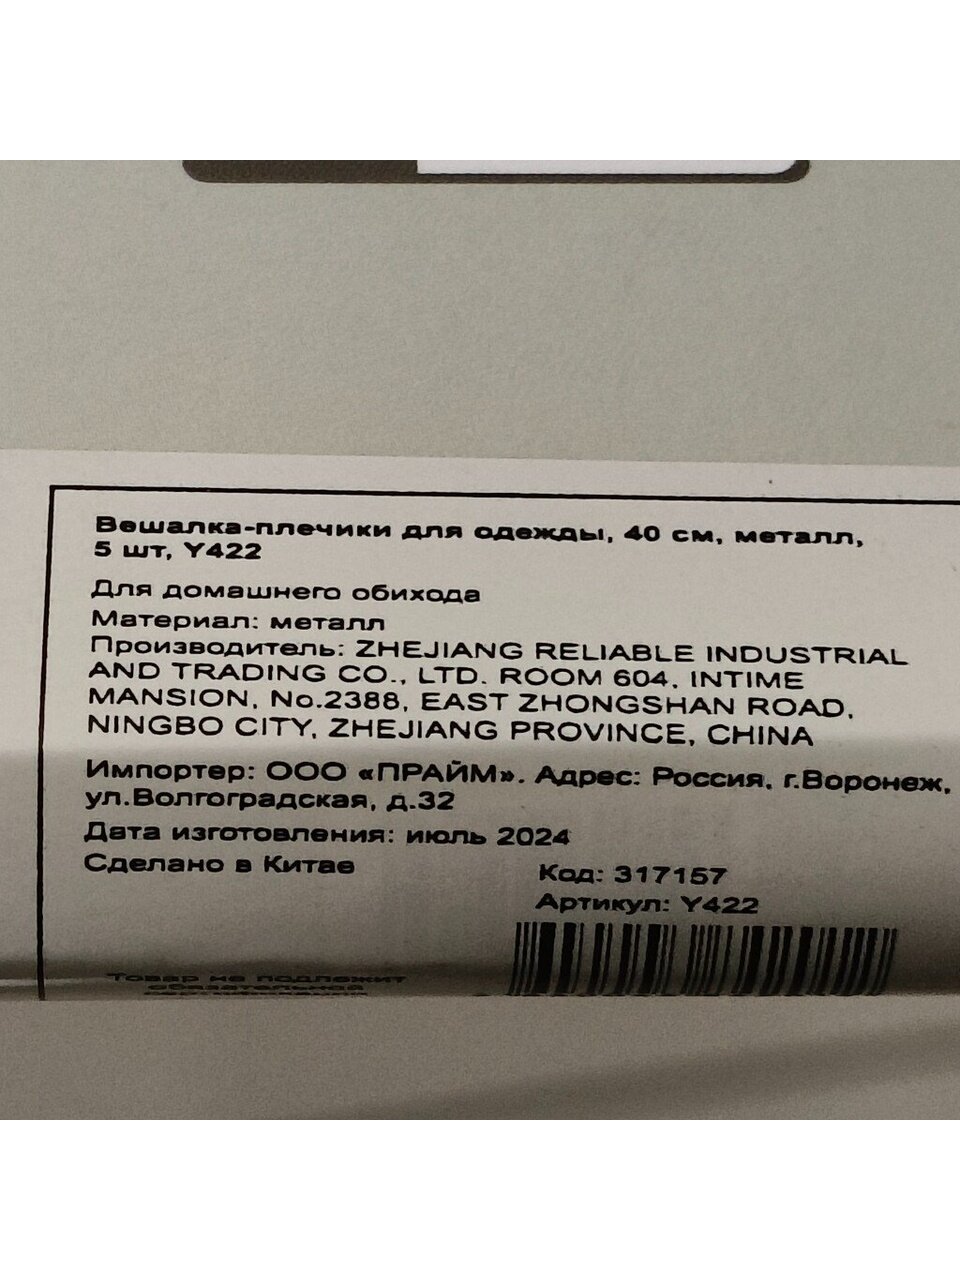 Вешалка-плечики для одежды, 40 см, металл,
5 шт, Y422
Для домашнего обихода
Материал: металл
Производитель: ZHEJIANG RELIABLE INDUSTRIAL
AND TRADING CO., LTD. ROOM 604, INTIME
MANSION, No.2388, EAST ZHONGSHAN ROAD,
NINGBO CITY, ZHEJIANG PROVINCE, CHINA
Импортер: ООО «ПРАЙМ». Адрес: Россия, г.Воронеж,
ул.Волгоградская, д.32
Дата изготовления: июль 2024
Сделано в Китае
Код: 317157
Артикул: Y422
Товар не подлежит
обязательной